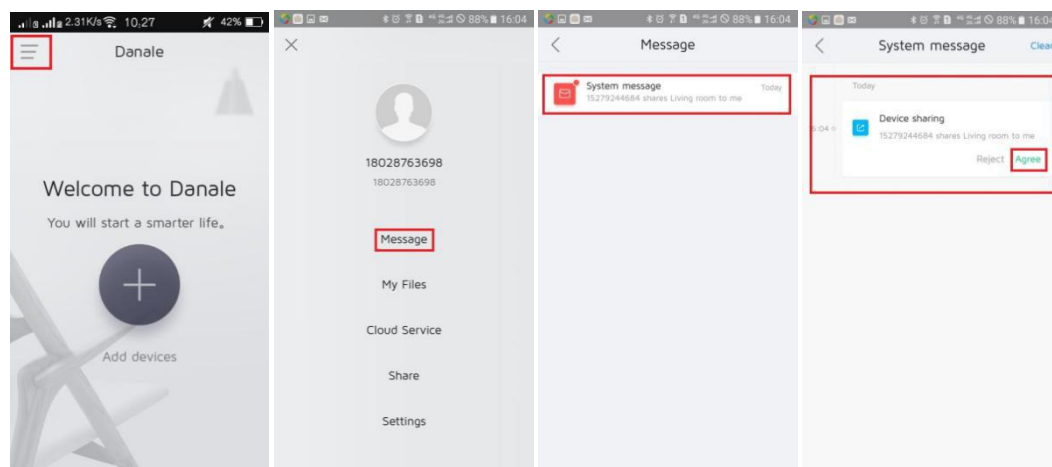 2.31K/s 10,27 42%
Danale
Welcome to Danale
You will start a smarter life。
Add devices
88% 16:04
18028763698
18028763698
Message
My Files
Cloud Service
Share
Settings
88% 16:04
Message
System message Today
15279244684 shares Living room to me
88% 16:04
System message Clear
Today
Device sharing
15279244684 shares Living room to me
Reject Agree